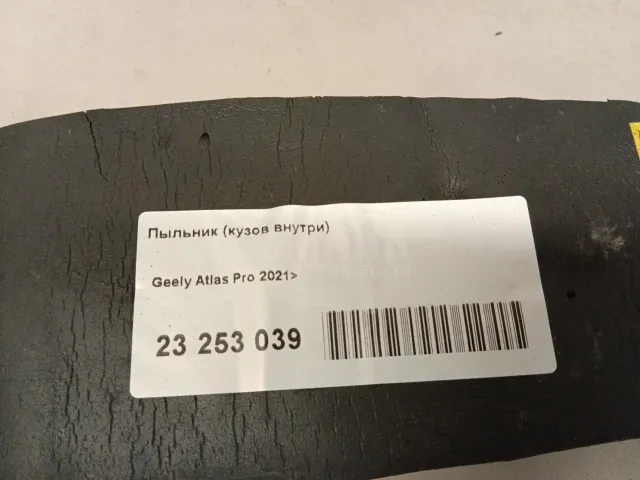 Пыльник (кузов внутри)
Geely Atlas Pro 2021>
23 253 039